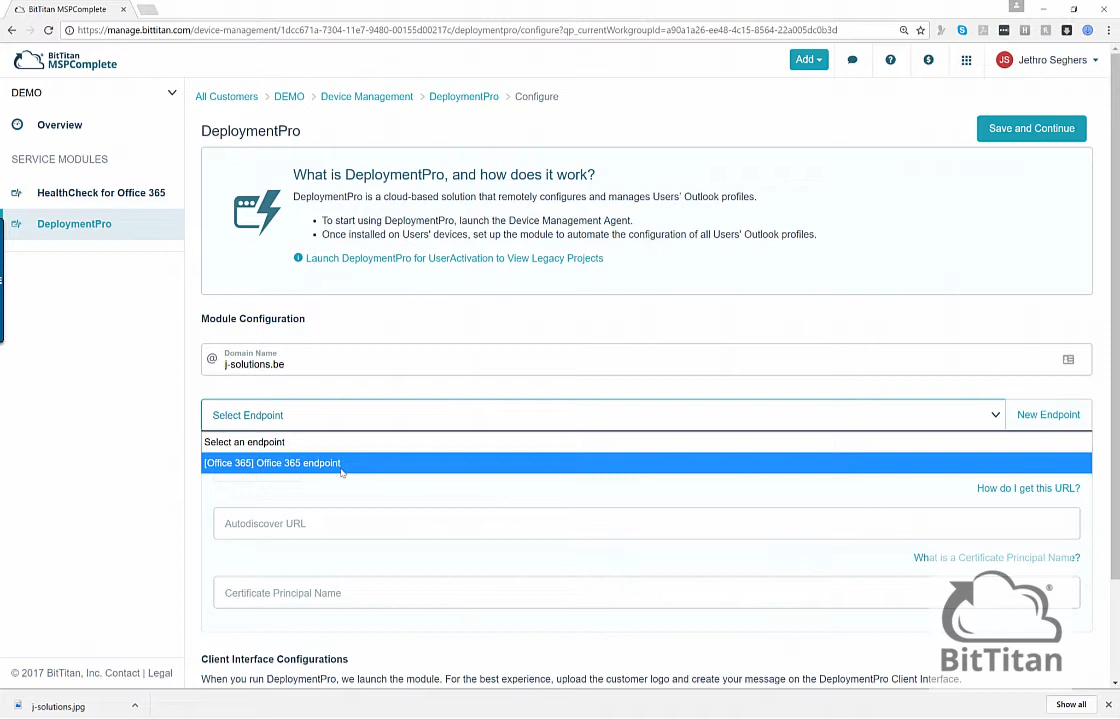 BitTitan MSPComplete
https://manage.bittitan.com/device-management/1dcc671a-7304-11e7-9480-00155d00217c/deploymentpro/configure?qp_currentWorkgroupId=a90a1a26-ee48-4c15-8564-22a005dc0b3d
BitTitan
MSPComplete
Add
JS
Jethro Seghers
DEMO
Overview
SERVICE MODULES
HealthCheck for Office 365
DeploymentPro
All Customers > DEMO > Device Management > DeploymentPro > Configure
DeploymentPro
Save and Continue
What is DeploymentPro, and how does it work?
DeploymentPro is a cloud-based solution that remotely configures and manages Users' Outlook profiles.
• To start using DeploymentPro, launch the Device Management Agent.
• Once installed on Users' devices, set up the module to automate the configuration of all Users' Outlook profiles.
Launch DeploymentPro for UserActivation to View Legacy Projects
Module Configuration
@
Domain Name
j-solutions.be
Select Endpoint
New Endpoint
Select an endpoint
[Office 365] Office 365 endpoint
How do I get this URL?
Autodiscover URL
What is a Certificate Principal Name?
Certificate Principal Name
BitTitan®
Client Interface Configurations
When you run DeploymentPro, we launch the module. For the best experience, upload the customer logo and create your message on the DeploymentPro Client Interface.
© 2017 BitTitan, Inc. Contact | Legal
j-solutions.jpg
Show all